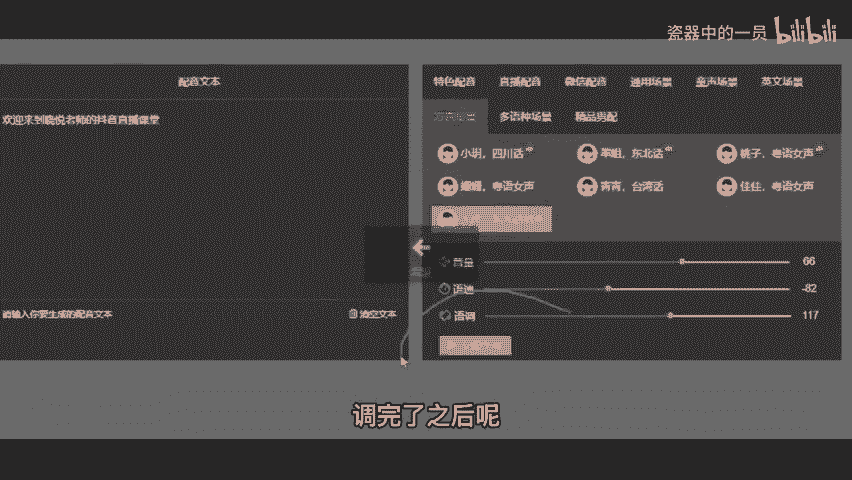 瓷器中的一员 bilibili
配音文本
欢迎来到晓悦老师的抖音直播课堂
请输入你要生成的配音文本
清空文本
特色配音 直播配音 微信配音 通用场景 童声场景 英文场景
方言场景 多语种场景 精品男配
小玥，四川话 东北话 桃子，粤语女声
粤语女声 青青，台湾话 佳佳，粤语女声
音量 66
语速 -82
语调 117
调完了之后呢